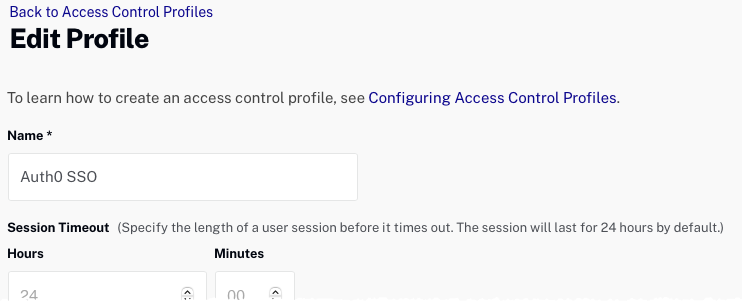 Back to Access Control Profiles
Edit Profile
To learn how to create an access control profile, see Configuring Access Control Profiles.
Name *
Auth0 SSO
Session Timeout (Specify the length of a user session before it times out. The session will last for 24 hours by default.)
Hours Minutes
24 00